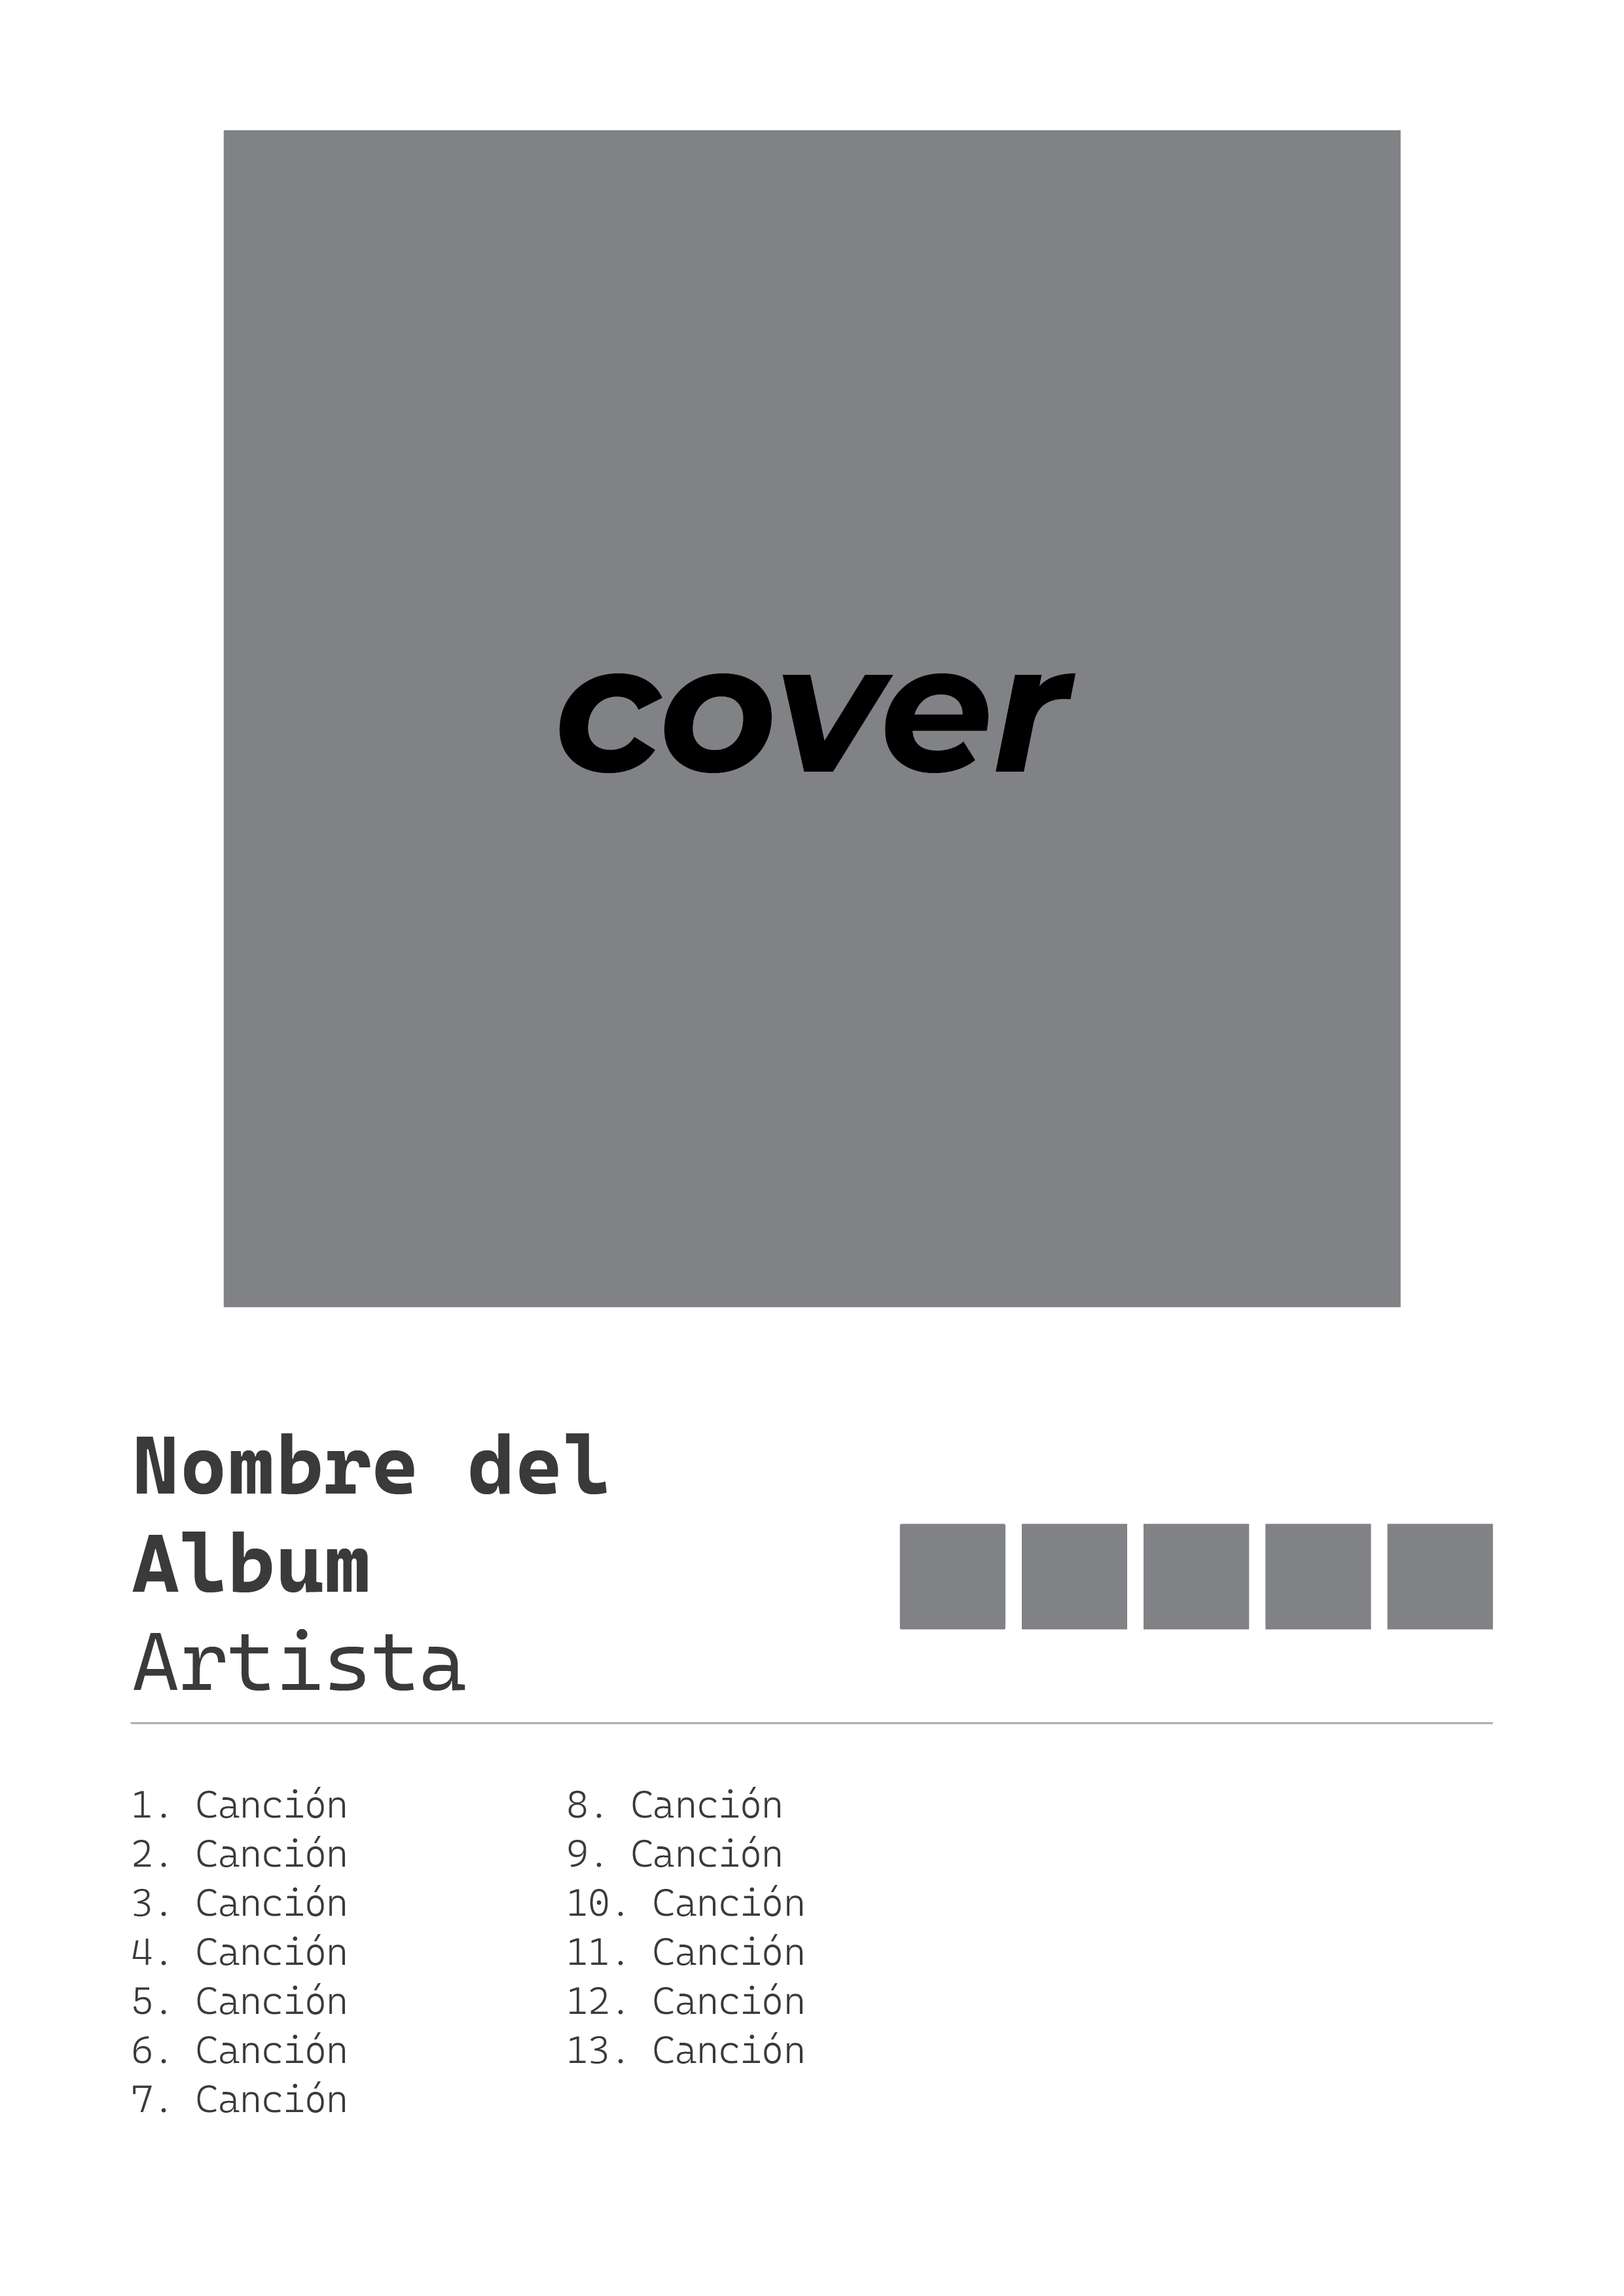 cover
Nombre del
Album
Artista
1. Canción
2. Canción
3. Canción
4. Canción
5. Canción
6. Canción
7. Canción
8. Canción
9. Canción
10. Canción
11. Canción
12. Canción
13. Canción